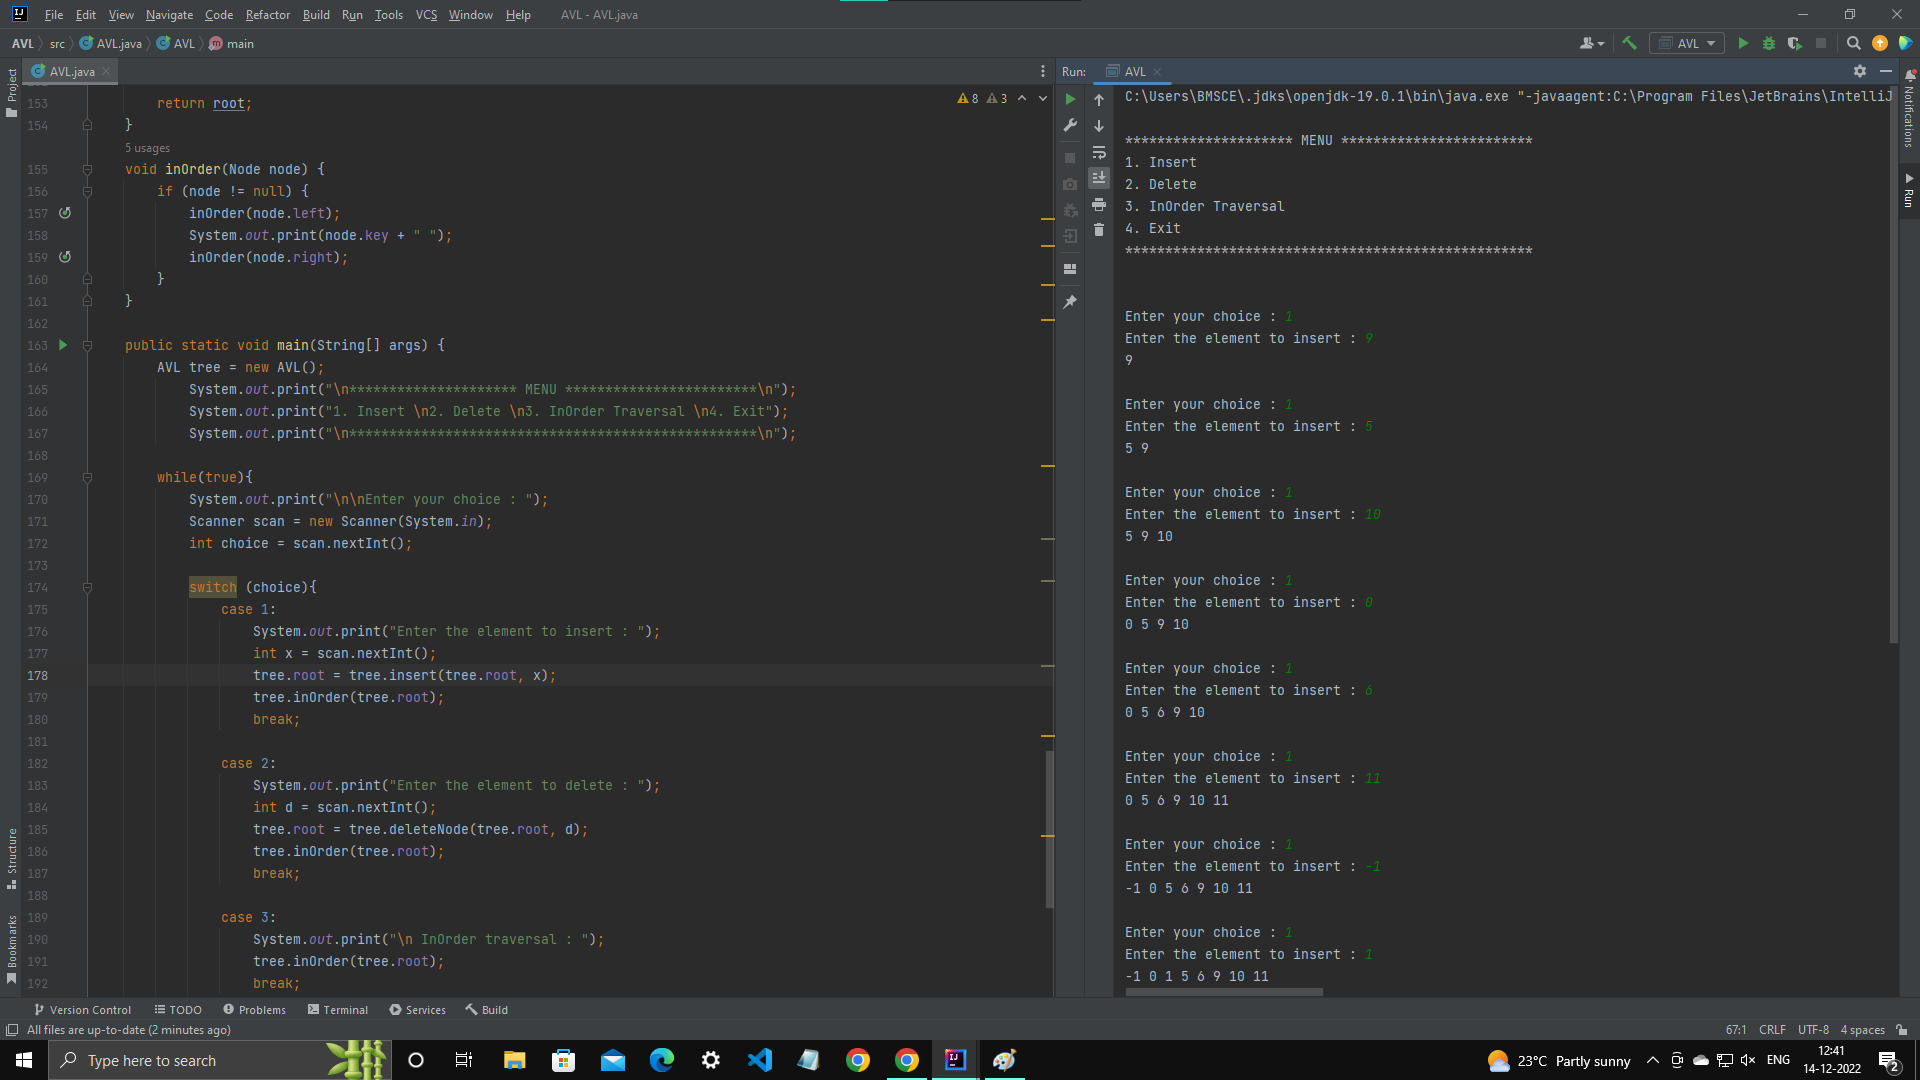 File Edit View Navigate Code Refactor Build Run Tools VCS Window Help AVL - AVL.java
AVL src AVL.java AVL main
AVL
AVL.java
Run: AVL
Project
Structure
Bookmarks
Notifications
Run
8 3
153 return root;
154 }
5 usages
155 void inOrder(Node node) {
156 if (node != null) {
157 inOrder(node.left);
158 System.out.print(node.key + " ");
159 inOrder(node.right);
160 }
161 }
162
163 public static void main(String[] args) {
164 AVL tree = new AVL();
165 System.out.print("\n********************* MENU ************************\n");
166 System.out.print("1. Insert \n2. Delete \n3. InOrder Traversal \n4. Exit");
167 System.out.print("\n***************************************************\n");
168
169 while(true){
170 System.out.print("\n\nEnter your choice : ");
171 Scanner scan = new Scanner(System.in);
172 int choice = scan.nextInt();
173
174 switch (choice){
175 case 1:
176 System.out.print("Enter the element to insert : ");
177 int x = scan.nextInt();
178 tree.root = tree.insert(tree.root, x);
179 tree.inOrder(tree.root);
180 break;
181
182 case 2:
183 System.out.print("Enter the element to delete : ");
184 int d = scan.nextInt();
185 tree.root = tree.deleteNode(tree.root, d);
186 tree.inOrder(tree.root);
187 break;
188
189 case 3:
190 System.out.print("\n InOrder traversal : ");
191 tree.inOrder(tree.root);
192 break;
C:\Users\BMSCE\.jdks\openjdk-19.0.1\bin\java.exe "-javaagent:C:\Program Files\JetBrains\IntelliJ
********************* MENU ************************
1. Insert
2. Delete
3. InOrder Traversal
4. Exit
***************************************************
Enter your choice : 1
Enter the element to insert : 9
9
Enter your choice : 1
Enter the element to insert : 5
5 9
Enter your choice : 1
Enter the element to insert : 10
5 9 10
Enter your choice : 1
Enter the element to insert : 0
0 5 9 10
Enter your choice : 1
Enter the element to insert : 6
0 5 6 9 10
Enter your choice : 1
Enter the element to insert : 11
0 5 6 9 10 11
Enter your choice : 1
Enter the element to insert : -1
-1 0 5 6 9 10 11
Enter your choice : 1
Enter the element to insert : 1
-1 0 1 5 6 9 10 11
Version Control TODO Problems Terminal Services Build
All files are up-to-date (2 minutes ago)
67:1 CRLF UTF-8 4 spaces
Type here to search
23°C Partly sunny
ENG
12:41
14-12-2022
2